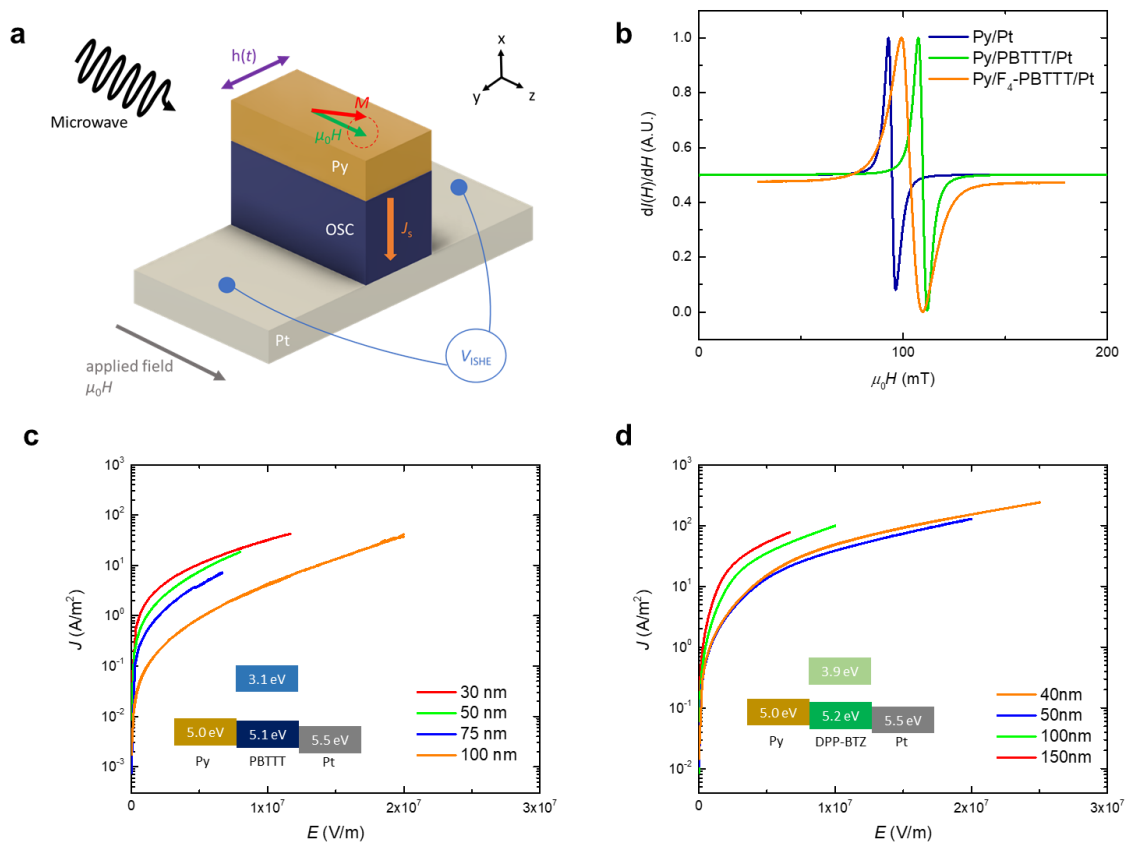 a
h(t)
x
y
z
Microwave
M
μ₀H
Py
OSC
Jₛ
Pt
V_ISHE
applied field
μ₀H
b
Py/Pt
Py/PBTTT/Pt
Py/F₄-PBTTT/Pt
1.0
0.8
0.6
0.4
0.2
0.0
dI(H)/dH (A.U.)
0
100
200
μ₀H (mT)
c
10³
10²
10¹
10⁰
10⁻¹
10⁻²
10⁻³
J (A/m²)
3.1 eV
5.0 eV
5.1 eV
5.5 eV
Py
PBTTT
Pt
30 nm
50 nm
75 nm
100 nm
0
1x10⁷
2x10⁷
3x10⁷
E (V/m)
d
10³
10²
10¹
10⁰
10⁻¹
10⁻²
J (A/m²)
3.9 eV
5.0 eV
5.2 eV
5.5 eV
Py
DPP-BTZ
Pt
40nm
50nm
100nm
150nm
0
1x10⁷
2x10⁷
3x10⁷
E (V/m)